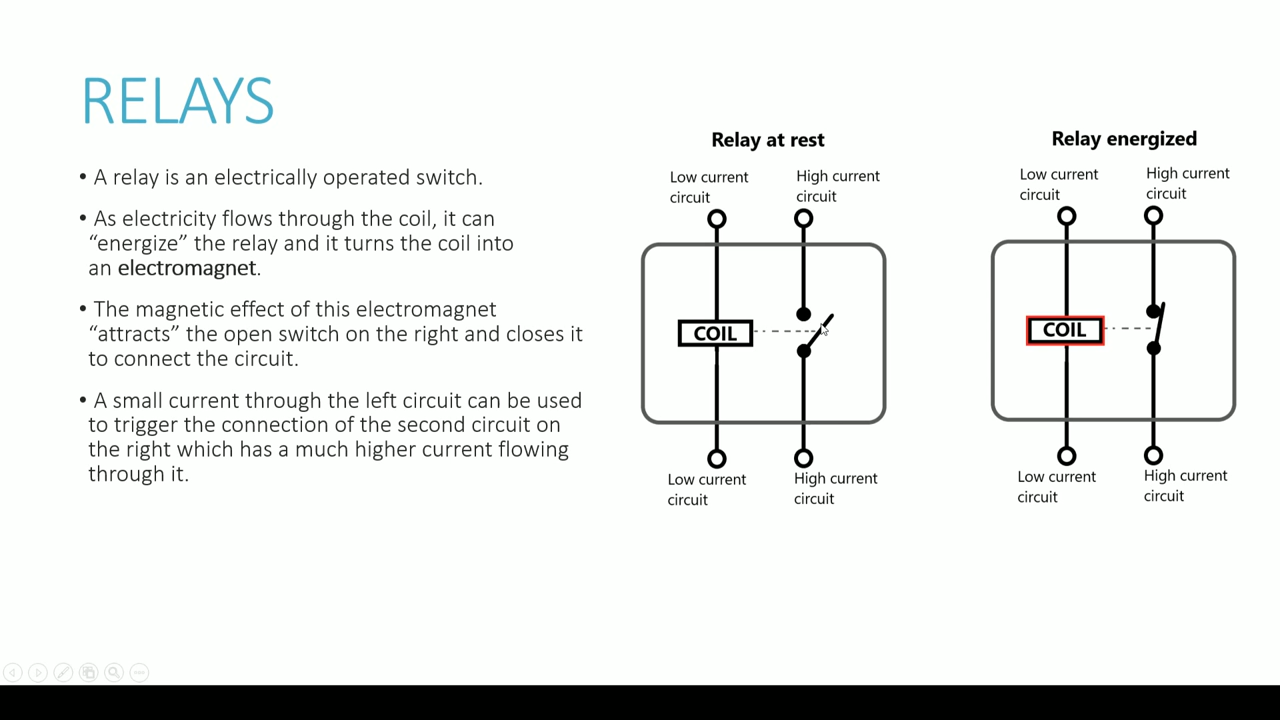 RELAYS
• A relay is an electrically operated switch.
• As electricity flows through the coil, it can
“energize” the relay and it turns the coil into
an electromagnet.
• The magnetic effect of this electromagnet
“attracts” the open switch on the right and closes it
to connect the circuit.
• A small current through the left circuit can be used
to trigger the connection of the second circuit on
the right which has a much higher current flowing
through it.
Relay at rest
Low current
circuit
High current
circuit
COIL
Low current
circuit
High current
circuit
Relay energized
Low current
circuit
High current
circuit
COIL
Low current
circuit
High current
circuit